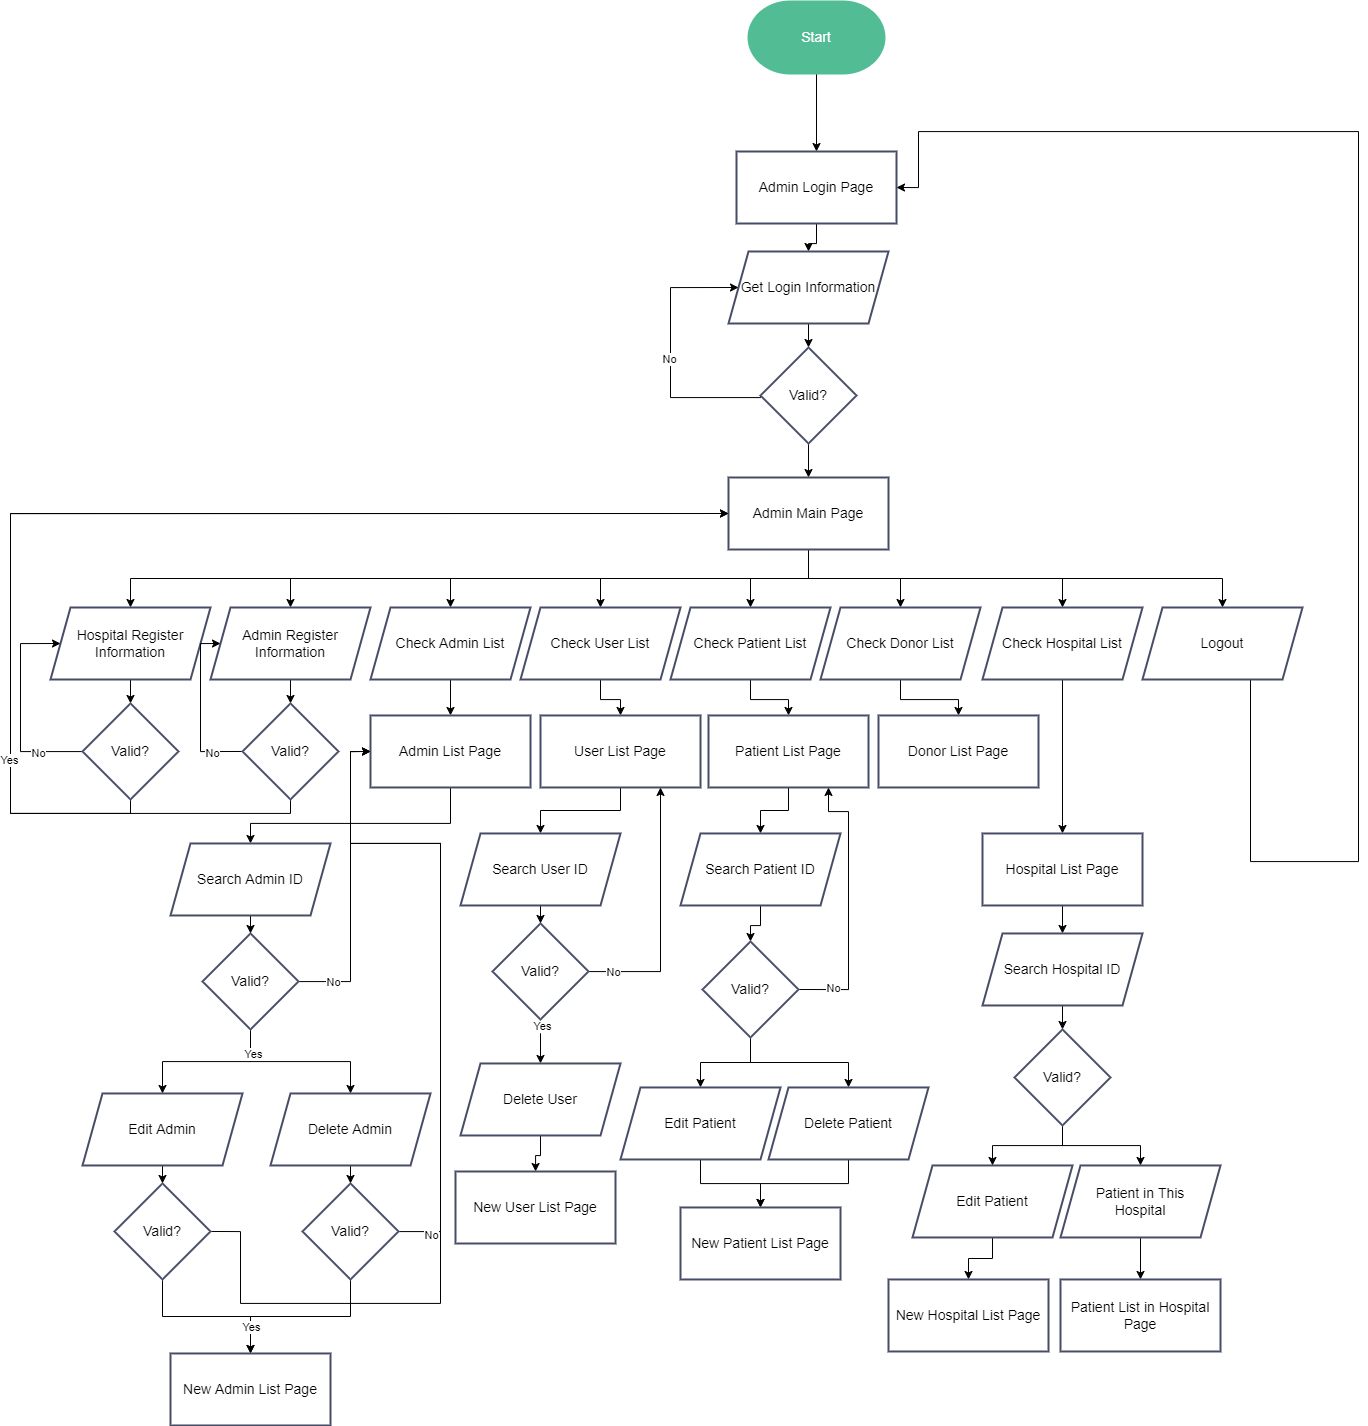 Start
Admin Login Page
Get Login Information
No
Valid?
Admin Main Page
Hospital Register
Information
Admin Register
Information
Check Admin List
Check User List
Check Patient List
Check Donor List
Check Hospital List
Logout
Valid?
No
Valid?
No
Yes
Admin List Page
User List Page
Patient List Page
Donor List Page
Search Admin ID
Search User ID
Search Patient ID
Hospital List Page
Valid?
No
Valid?
No
Valid?
No
Search Hospital ID
Yes
Yes
Valid?
Edit Admin
Delete Admin
Delete User
Edit Patient
Delete Patient
Valid?
Valid?
No
New User List Page
New Patient List Page
Edit Patient
Patient in This
Hospital
Yes
New Hospital List Page
Patient List in Hospital
Page
New Admin List Page